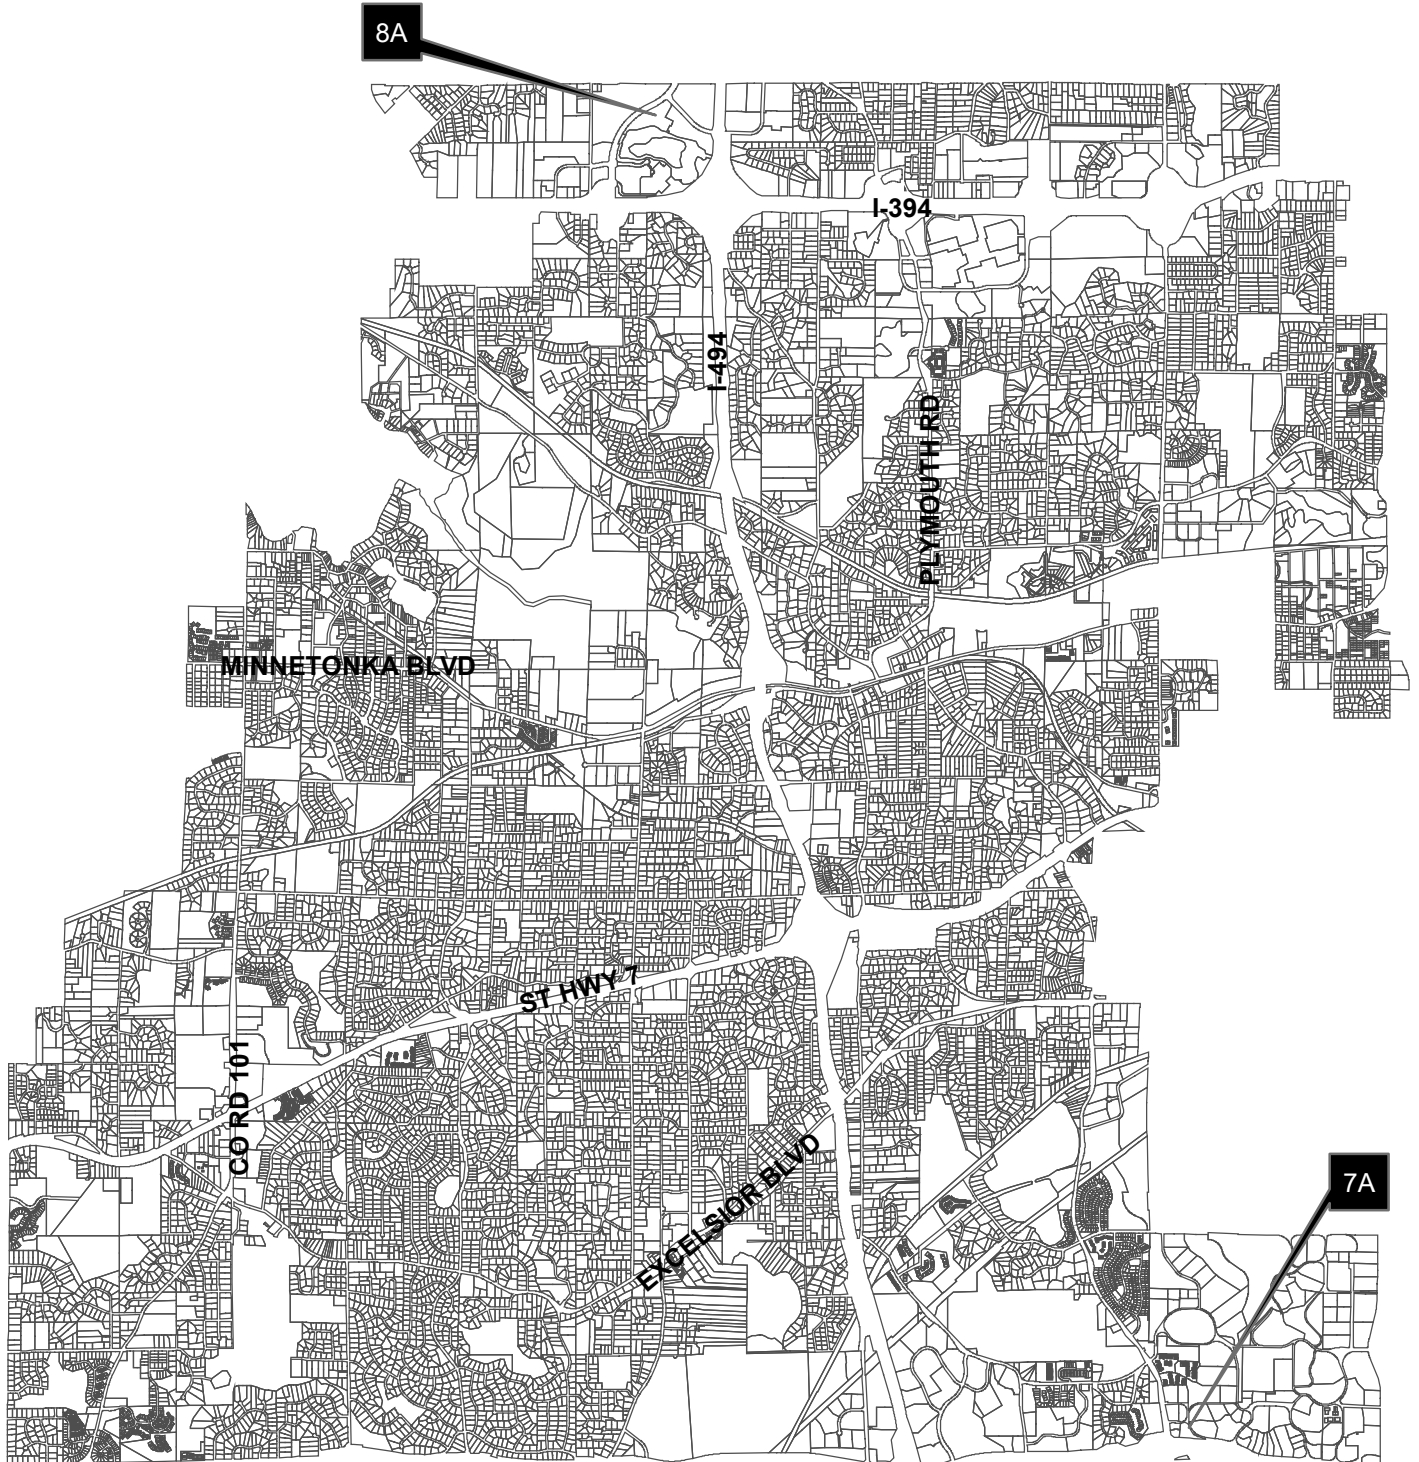 8A
I-394
I-494
PLYMOUTH RD
MINNETONKA BLVD
ST HWY 7
CO RD 101
EXCELSIOR BLVD
7A